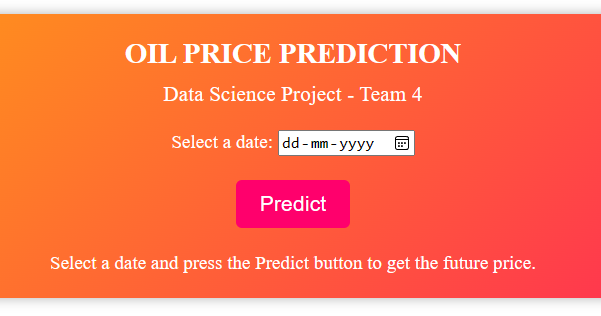 OIL PRICE PREDICTION
Data Science Project - Team 4
Select a date: dd-mm-yyyy
Predict
Select a date and press the Predict button to get the future price.